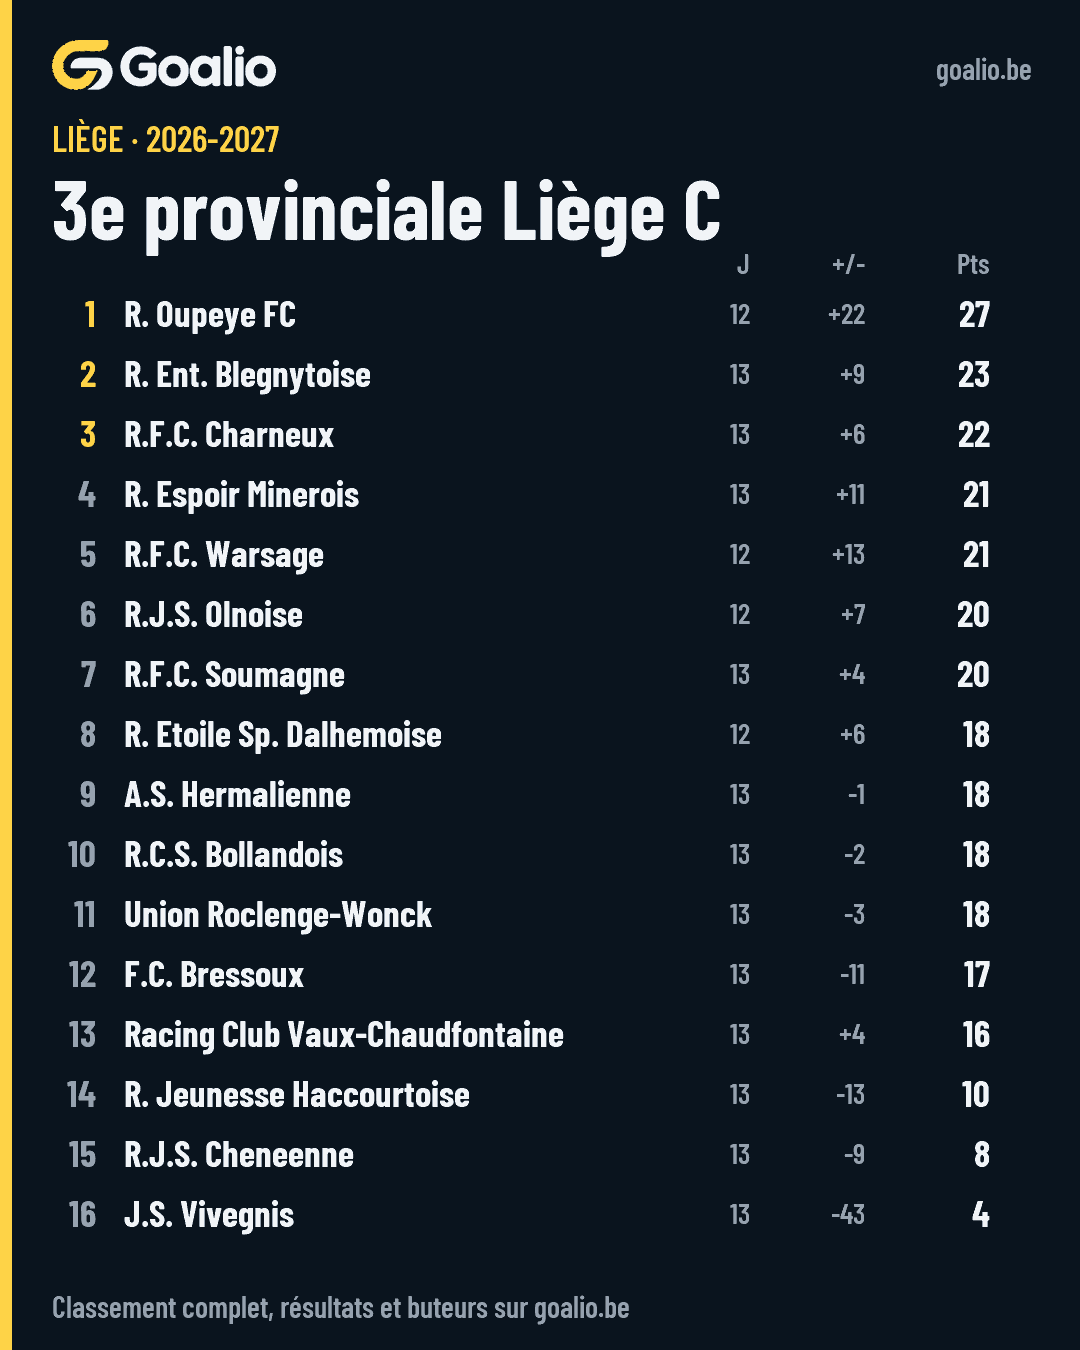 Goalio goalio.be
LIÈGE · 2026-2027
3e provinciale Liège C
J +/- Pts
1 R. Oupeye FC 12 +22 27
2 R. Ent. Blegnytoise 13 +9 23
3 R.F.C. Charneux 13 +6 22
4 R. Espoir Minerois 13 +11 21
5 R.F.C. Warsage 12 +13 21
6 R.J.S. Olnoise 12 +7 20
7 R.F.C. Soumagne 13 +4 20
8 R. Etoile Sp. Dalhemoise 12 +6 18
9 A.S. Hermalienne 13 -1 18
10 R.C.S. Bollandois 13 -2 18
11 Union Roclenge-Wonck 13 -3 18
12 F.C. Bressoux 13 -11 17
13 Racing Club Vaux-Chaudfontaine 13 +4 16
14 R. Jeunesse Haccourtoise 13 -13 10
15 R.J.S. Cheneenne 13 -9 8
16 J.S. Vivegnis 13 -43 4
Classement complet, résultats et buteurs sur goalio.be